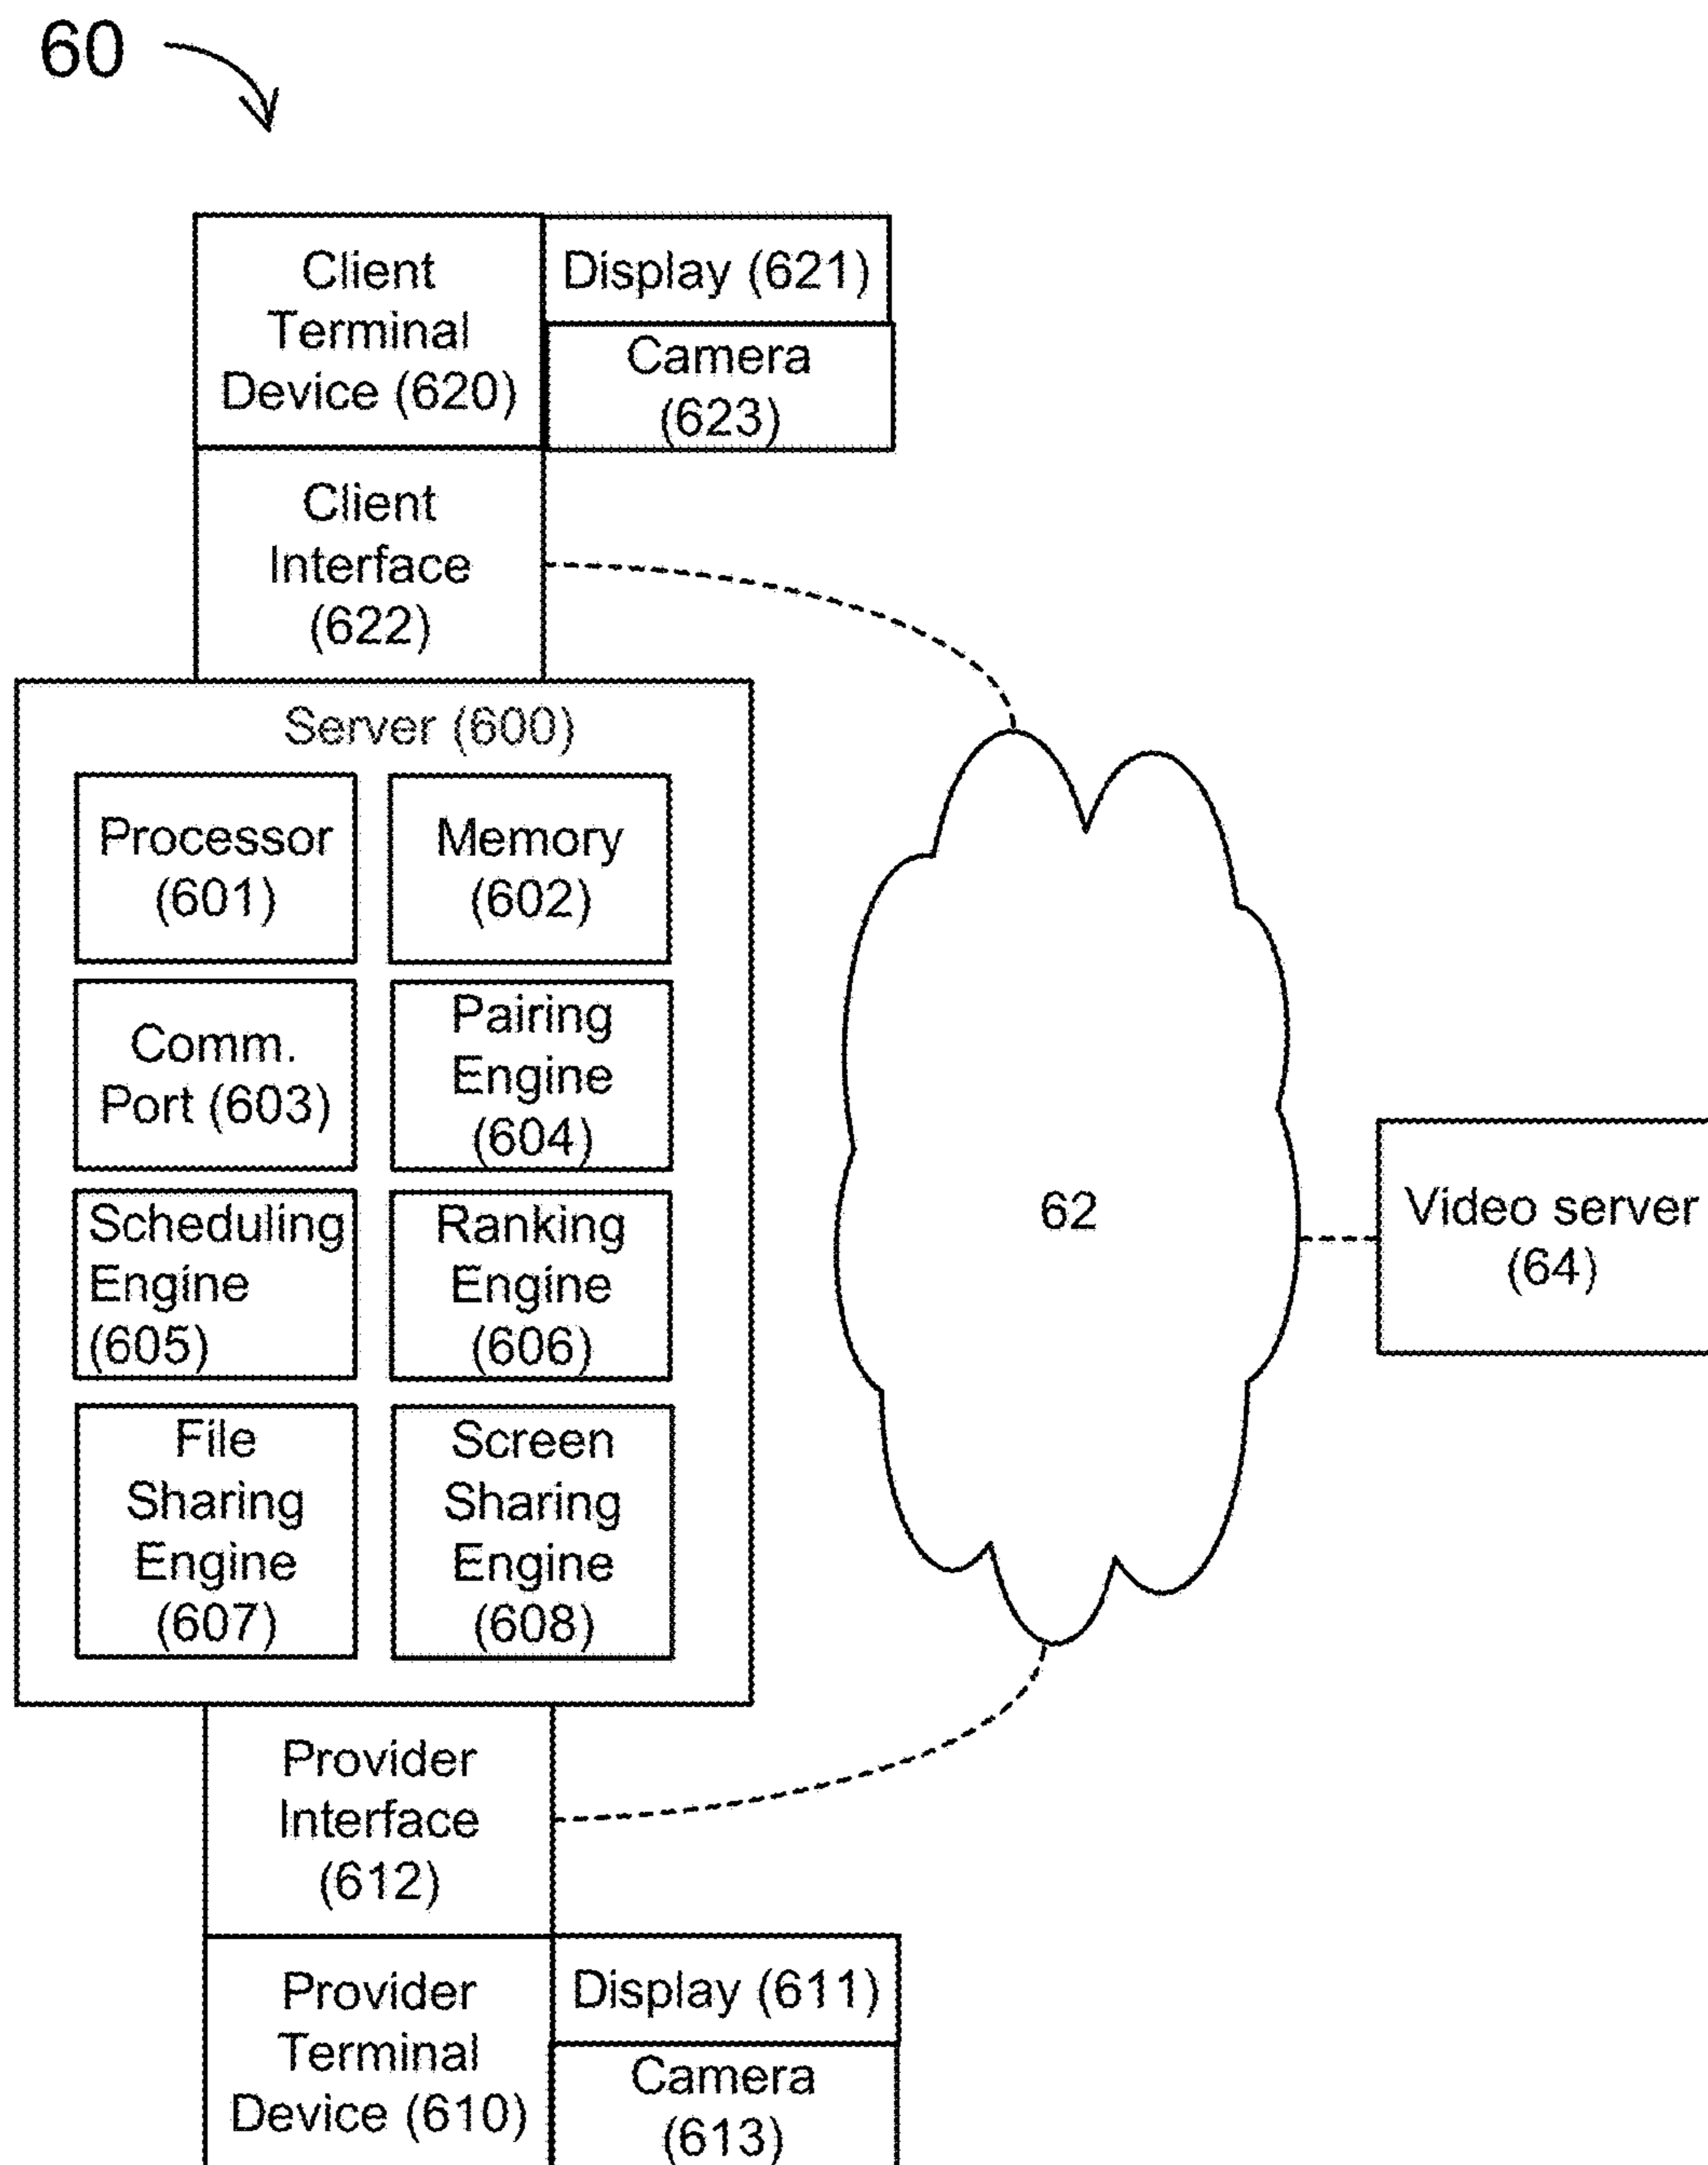 60
Client
Terminal
Device (620)
Display (621)
Camera
(623)
Client
Interface
(622)
Server (600)
Processor
(601)
Memory
(602)
Comm.
Port (603)
Pairing
Engine
(604)
Scheduling
Engine
(605)
Ranking
Engine
(606)
File
Sharing
Engine
(607)
Screen
Sharing
Engine
(608)
62
Video server
(64)
Provider
Interface
(612)
Provider
Terminal
Device (610)
Display (611)
Camera
(613)